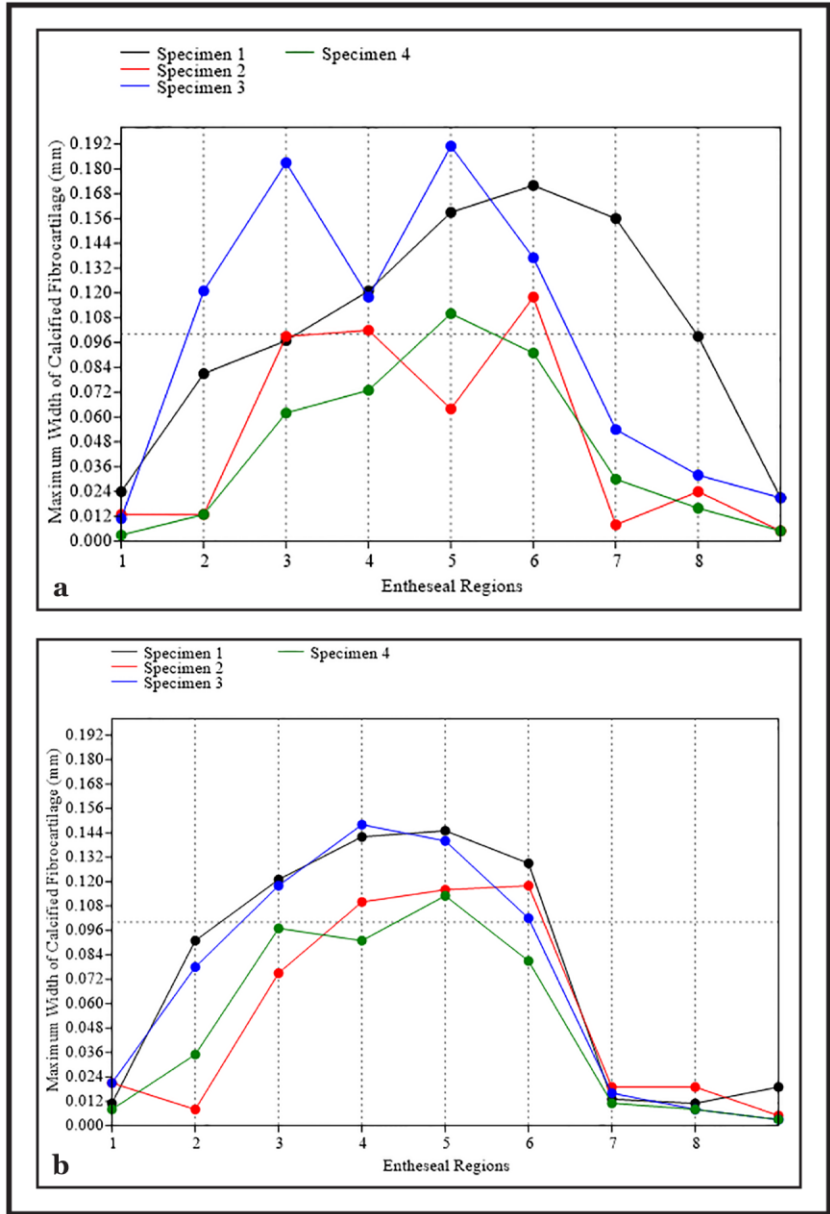 Specimen 1
Specimen 2
Specimen 3
Specimen 4
Maximum Width of Calcified Fibrocartilage (mm)
0.192
0.180
0.168
0.156
0.144
0.132
0.120
0.108
0.096
0.084
0.072
0.060
0.048
0.036
0.024
0.012
0.000
1 2 3 4 5 6 7 8
Entheseal Regions
a
Specimen 1
Specimen 2
Specimen 3
Specimen 4
Maximum Width of Calcified Fibrocartilage (mm)
0.192
0.180
0.168
0.156
0.144
0.132
0.120
0.108
0.096
0.084
0.072
0.060
0.048
0.036
0.024
0.012
0.000
1 2 3 4 5 6 7 8
Entheseal Regions
b